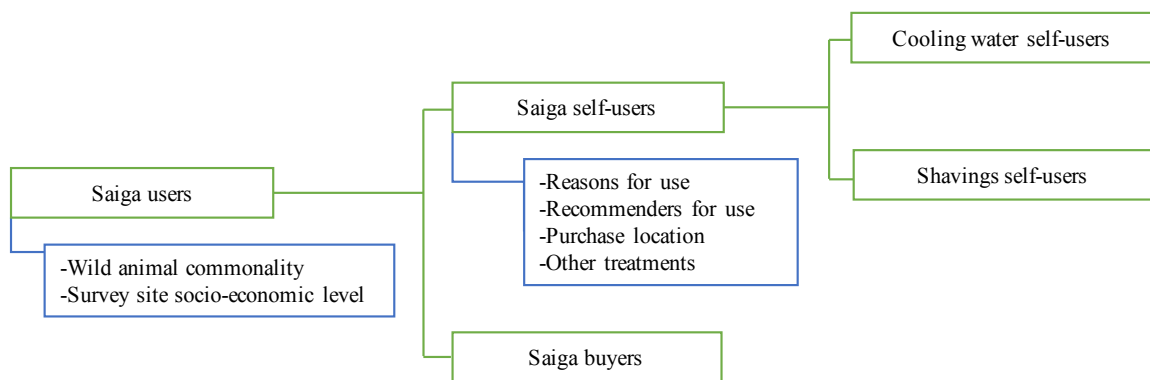 Cooling water self-users
Saiga self-users
Shavings self-users
-Reasons for use
-Recommenders for use
-Purchase location
-Other treatments
Saiga users
-Wild animal commonality
-Survey site socio-economic level
Saiga buyers